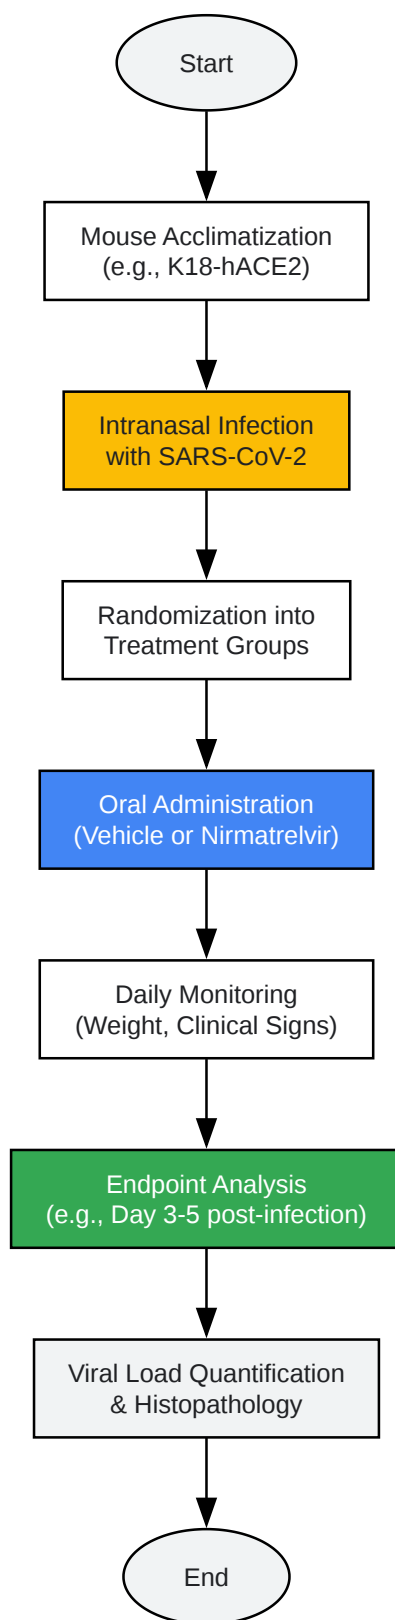 Start
Mouse Acclimatization
(e.g., K18-hACE2)
Intranasal Infection
with SARS-CoV-2
Randomization into
Treatment Groups
Oral Administration
(Vehicle or Nirmatrelvir)
Daily Monitoring
(Weight, Clinical Signs)
Endpoint Analysis
(e.g., Day 3-5 post-infection)
Viral Load Quantification
& Histopathology
End